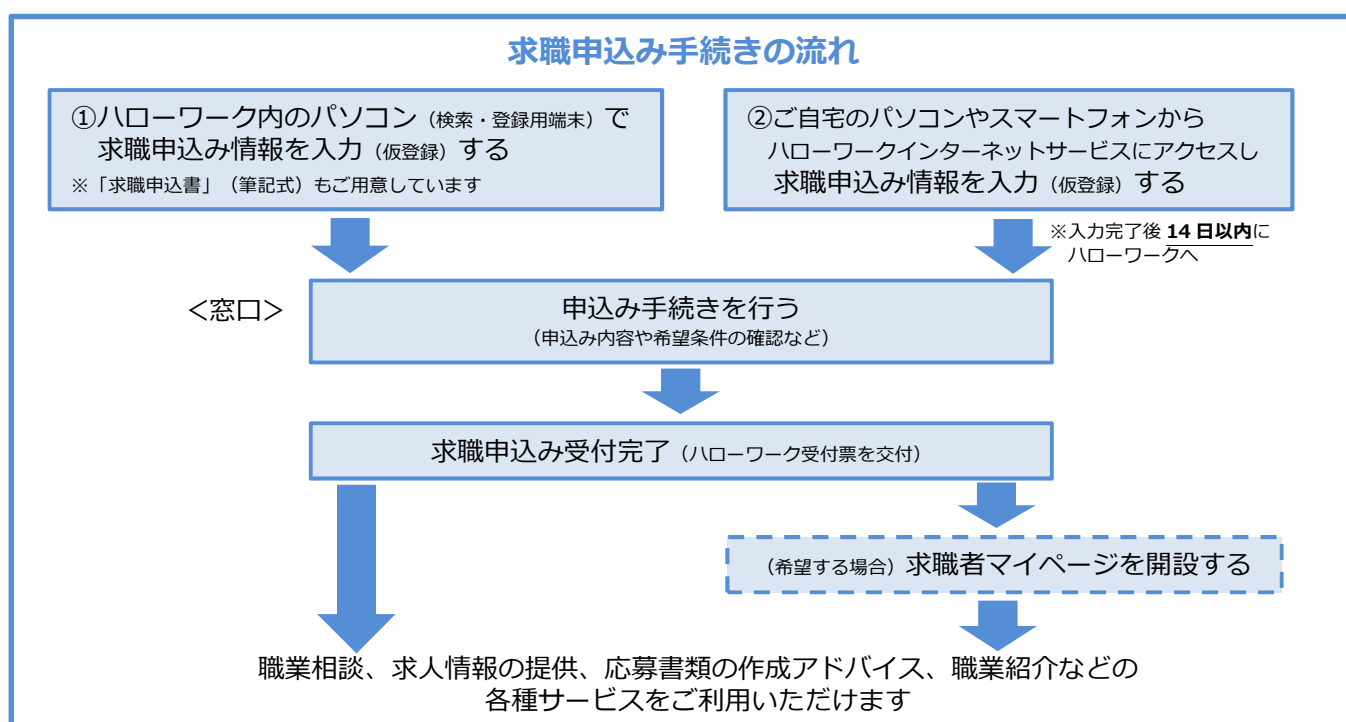 求職申込み手続きの流れ
①ハローワーク内のパソコン（検索・登録用端末）で
求職申込み情報を入力（仮登録）する
※「求職申込書」（筆記式）もご用意しています
②ご自宅のパソコンやスマートフォンから
ハローワークインターネットサービスにアクセスし
求職申込み情報を入力（仮登録）する
※入力完了後 14 日以内に
ハローワークへ
＜窓口＞
申込み手続きを行う
（申込み内容や希望条件の確認など）
求職申込み受付完了（ハローワーク受付票を交付）
（希望する場合）求職者マイページを開設する
職業相談、求人情報の提供、応募書類の作成アドバイス、職業紹介などの
各種サービスをご利用いただけます